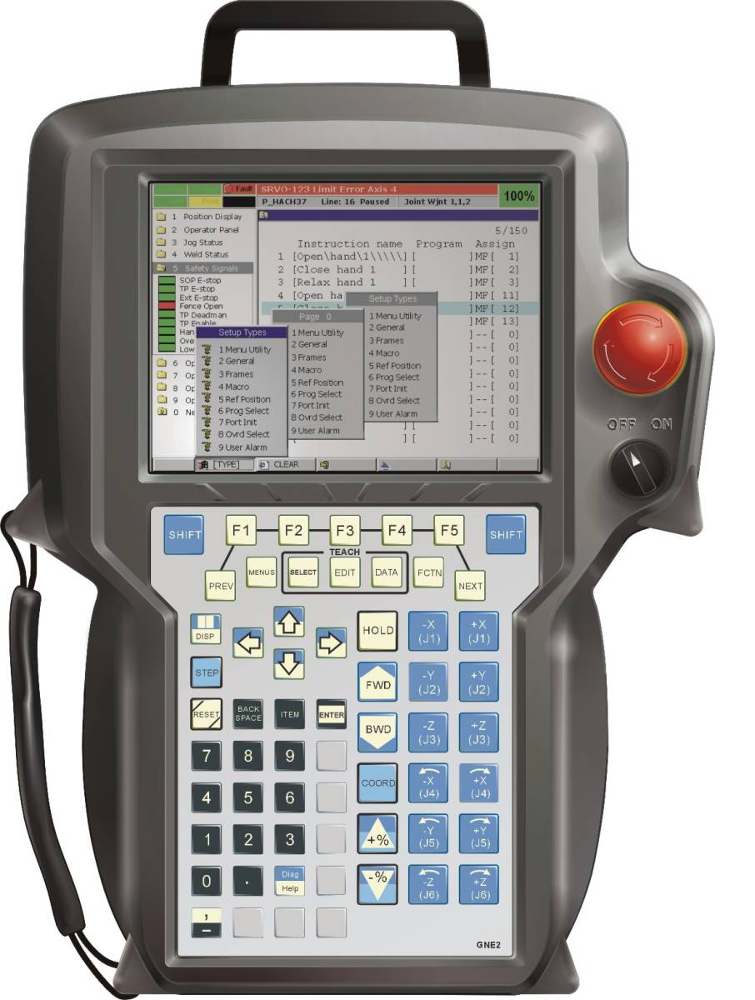 Fault SRVO-123 Limit Error Axis 4
P_HACH37 Line: 16 Paused Joint Wjnt 1,1,2 100%
1 Position Display
2 Operator Panel
3 Jog Status
4 Weld Status
5 Safety Signals
SOP E-stop
TP E-stop
Ext E-stop
Fence Open
TP Deadman
TP Enable
Han
Ove
Low
6 Op
7 Op
8 Op
9 Op
0 Ne
5/150
Instruction name Program Assign
1 [Open\hand\1\\\\\][ ]MF[ 1]
2 [Close hand 1 ][ ]MF[ 2]
3 [Relax hand 1 ][ ]MF[ 3]
4 [Open ha ]MF[ 11]
]MF[ 12]
]MF[ 13]
]--[ 0]
]--[ 0]
]--[ 0]
]--[ 0]
]--[ 0]
]--[ 0]
]--[ 0]
]--[ 0]
][ ]--[ 0]
Setup Types
1 Menu Utility
2 General
3 Frames
4 Macro
5 Ref Position
6 Prog Select
7 Port Init
8 Ovrd Select
9 User Alarm
Page 0
1 Menu Utility
2 General
3 Frames
4 Macro
5 Ref Position
6 Prog Select
7 Port Init
8 Ovrd Select
9 User Alarm
Setup Types
1 Menu Utility
2 General
3 Frames
4 Macro
5 Ref Position
6 Prog Select
7 Port Init
8 Ovrd Select
9 User Alarm
[TYPE] CLEAR
OFF ON
SHIFT F1 F2 F3 F4 F5 SHIFT
TEACH
PREV MENUS SELECT EDIT DATA FCTN NEXT
DISP HOLD -X (J1) +X (J1)
STEP FWD -Y (J2) +Y (J2)
RESET BACK SPACE ITEM ENTER BWD -Z (J3) +Z (J3)
7 8 9 COORD -X (J4) +X (J4)
4 5 6
1 2 3 +% -Y (J5) +Y (J5)
0 . Diag Help -% -Z (J6) +Z (J6)
, -
GNE2